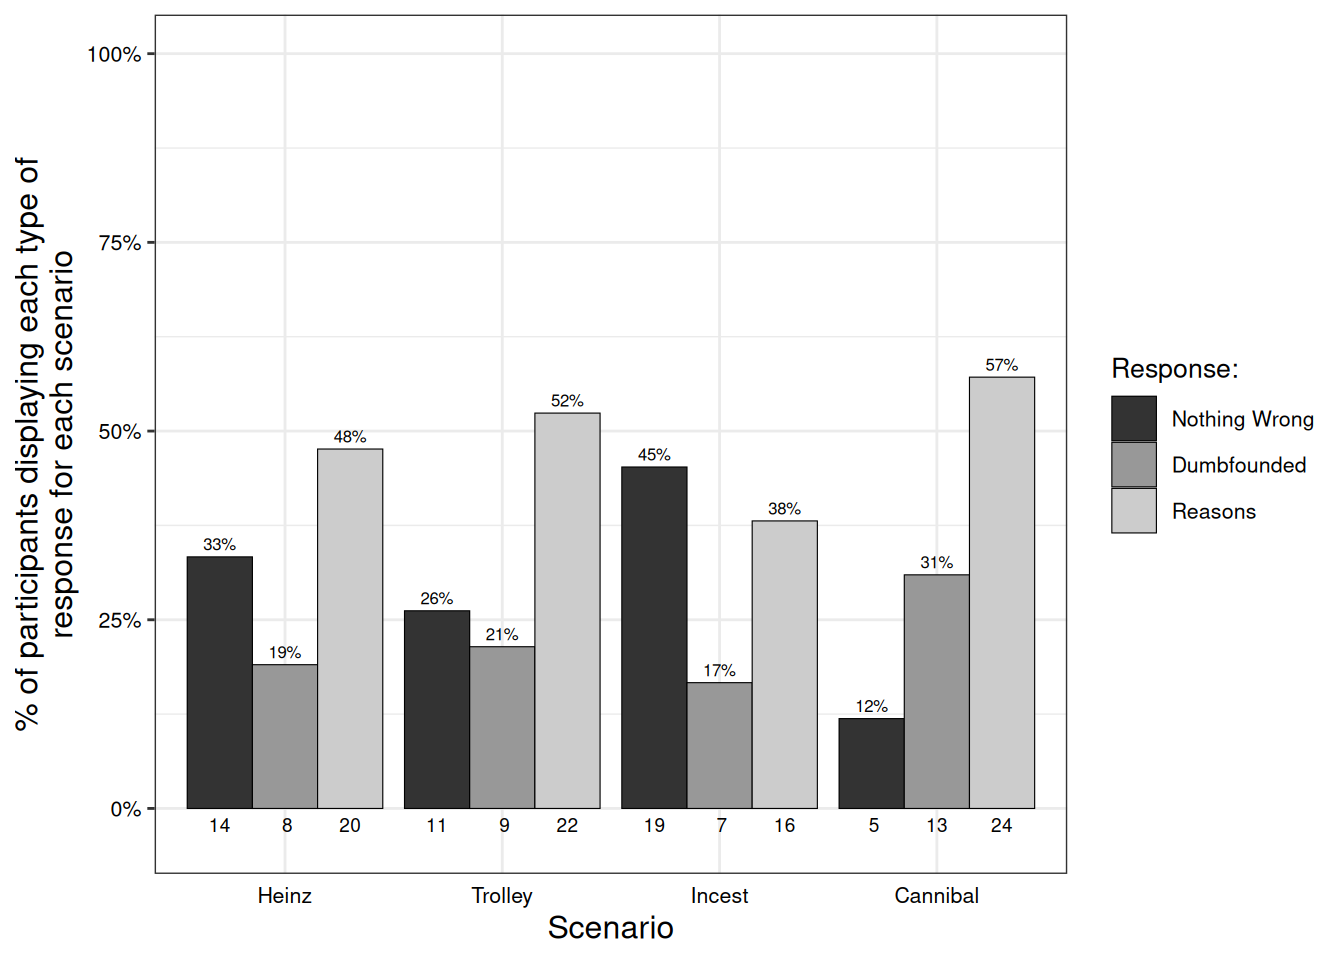 % of participants displaying each type of
response for each scenario
100%
75%
50%
25%
0%
33%
19%
48%
26%
21%
52%
45%
17%
38%
12%
31%
57%
14 8 20 11 9 22 19 7 16 5 13 24
Heinz Trolley Incest Cannibal
Scenario
Response:
Nothing Wrong
Dumbfounded
Reasons